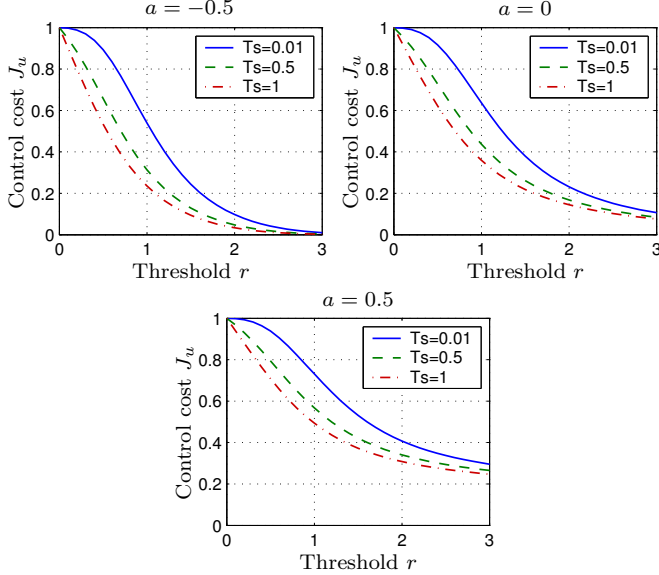 a = −0.5
Control cost J_u
1
0.8
0.6
0.4
0.2
0
0 1 2 3
Threshold r
Ts=0.01
Ts=0.5
Ts=1
a = 0
Control cost J_u
1
0.8
0.6
0.4
0.2
0
0 1 2 3
Threshold r
Ts=0.01
Ts=0.5
Ts=1
a = 0.5
Control cost J_u
1
0.8
0.6
0.4
0.2
0
0 1 2 3
Threshold r
Ts=0.01
Ts=0.5
Ts=1